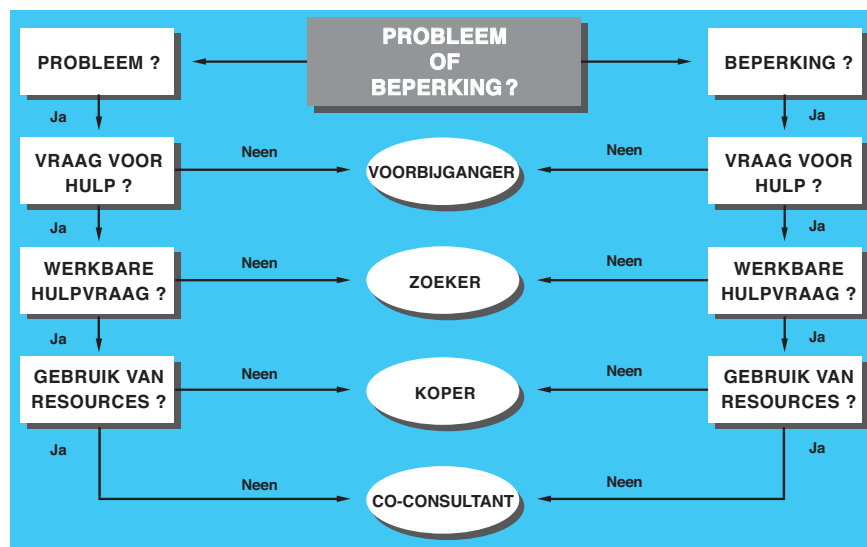 PROBLEEM
OF
BEPERKING ?
PROBLEEM ?
BEPERKING ?
Ja
Ja
VRAAG VOOR
HULP ?
Neen
VOORBIJGANGER
Neen
VRAAG VOOR
HULP ?
Ja
Ja
WERKBARE
HULPVRAAG ?
Neen
ZOEKER
Neen
WERKBARE
HULPVRAAG ?
Ja
Ja
GEBRUIK VAN
RESOURCES ?
Neen
KOPER
Neen
GEBRUIK VAN
RESOURCES ?
Ja
Ja
Neen
CO-CONSULTANT
Neen